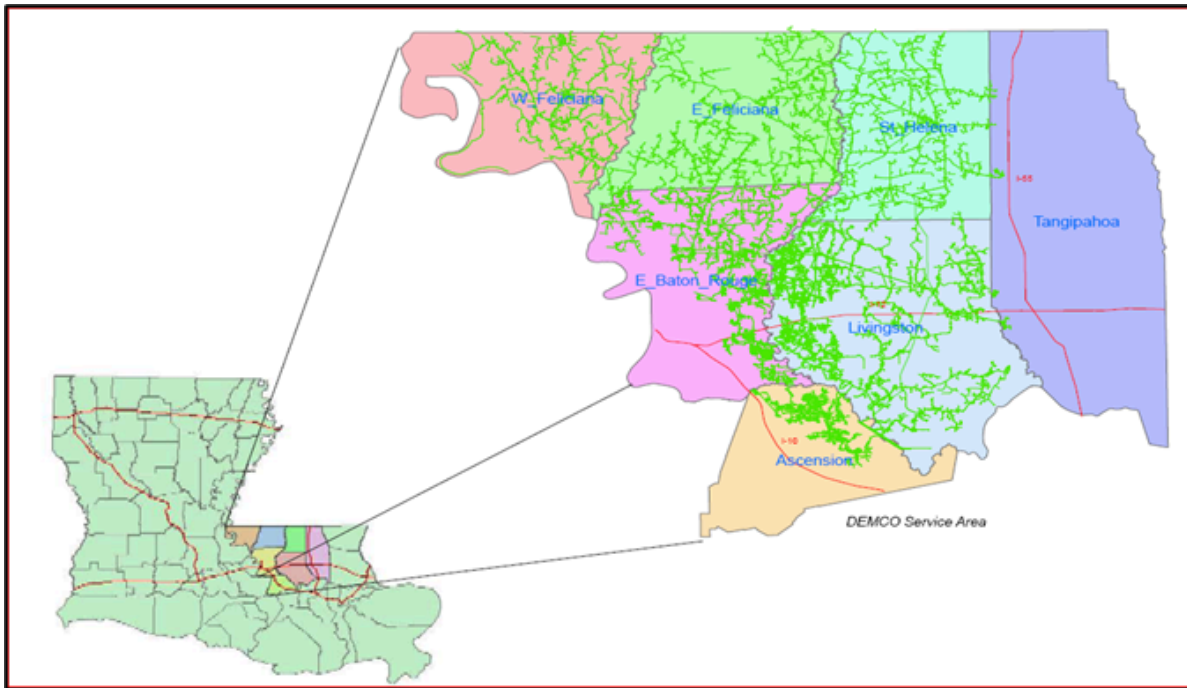 W_Feliciana
E_Feliciana
St_Helena
I-55
Tangipahoa
E_Baton_Rouge
I-12
Livingston
I-10
Ascension
DEMCO Service Area